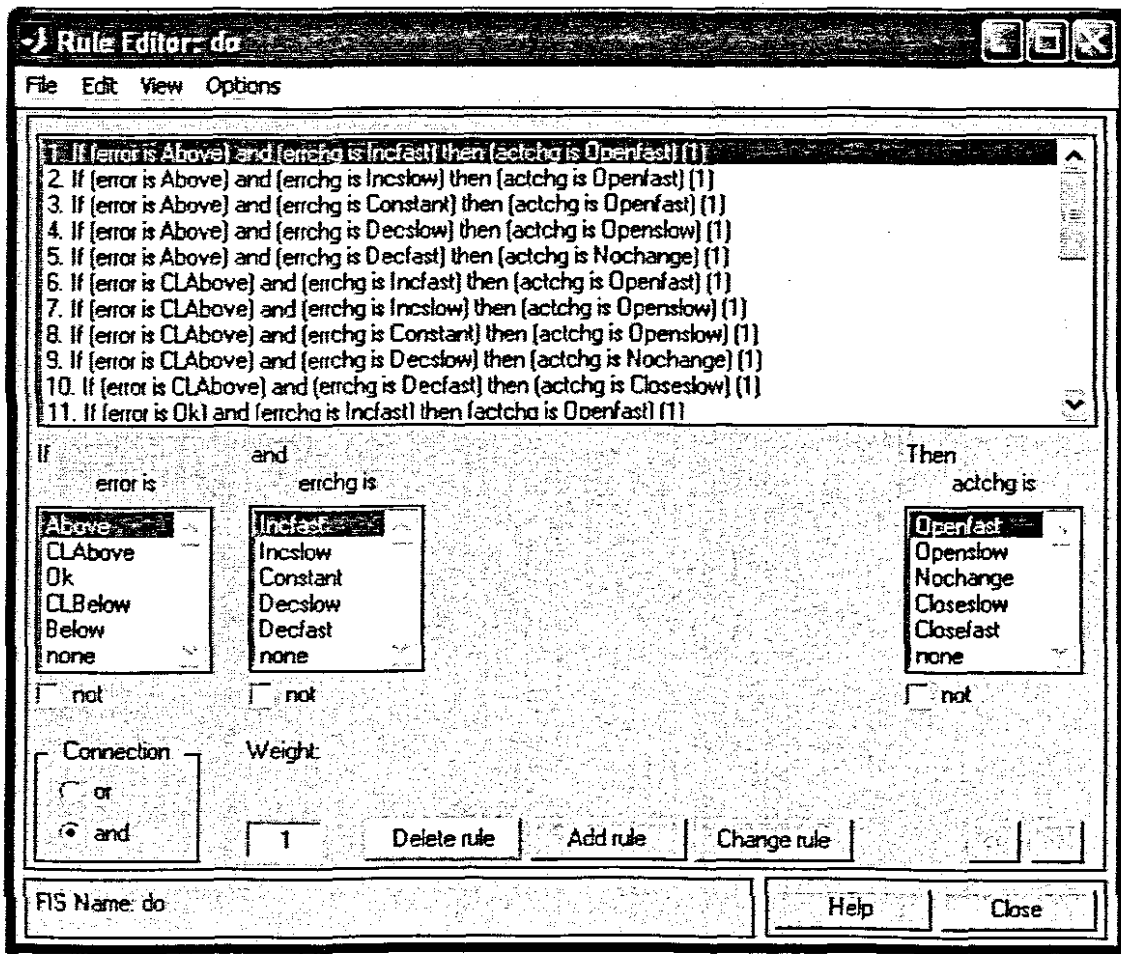 Rule Editor: do
File Edit View Options
1. If (error is Above) and (errchg is Incfast) then (actchg is Openfast) (1)
2. If (error is Above) and (errchg is Incslow) then (actchg is Openfast) (1)
3. If (error is Above) and (errchg is Constant) then (actchg is Openfast) (1)
4. If (error is Above) and (errchg is Decslow) then (actchg is Openslow) (1)
5. If (error is Above) and (errchg is Decfast) then (actchg is Nochange) (1)
6. If (error is CLAbove) and (errchg is Incfast) then (actchg is Openfast) (1)
7. If (error is CLAbove) and (errchg is Incslow) then (actchg is Openslow) (1)
8. If (error is CLAbove) and (errchg is Constant) then (actchg is Openslow) (1)
9. If (error is CLAbove) and (errchg is Decslow) then (actchg is Nochange) (1)
10. If (error is CLAbove) and (errchg is Decfast) then (actchg is Closeslow) (1)
11. If (error is Ok) and (errchg is Incfast) then (actchg is Openfast) (1)
If and Then
error is errchg is actchg is
Above Incfast Openfast
CLAbove Incslow Openslow
Ok Constant Nochange
CLBelow Decslow Closeslow
Below Decfast Closefast
none none none
not not not
Connection Weight:
or
and 1 Delete rule Add rule Change rule
FIS Name: do Help Close